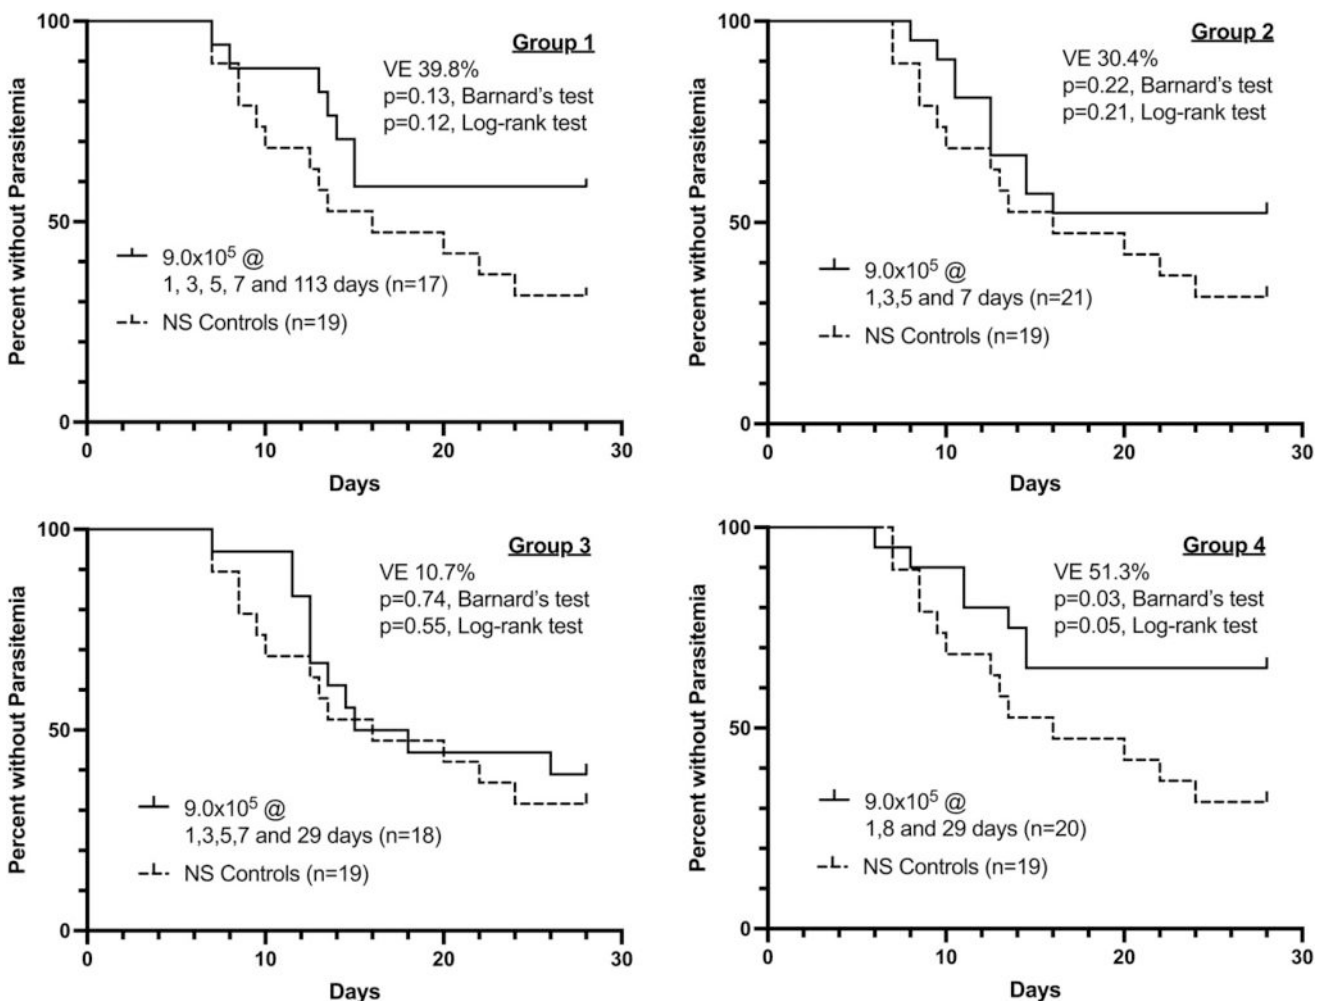 Group 1
VE 39.8%
p=0.13, Barnard's test
p=0.12, Log-rank test
Percent without Parasitemia
100
50
0
9.0x10⁵ @
1, 3, 5, 7 and 113 days (n=17)
NS Controls (n=19)
0 10 20 30
Days
Group 2
VE 30.4%
p=0.22, Barnard's test
p=0.21, Log-rank test
Percent without Parasitemia
100
50
0
9.0x10⁵ @
1,3,5 and 7 days (n=21)
NS Controls (n=19)
0 10 20 30
Days
Group 3
VE 10.7%
p=0.74, Barnard's test
p=0.55, Log-rank test
Percent without Parasitemia
100
50
0
9.0x10⁵ @
1,3,5,7 and 29 days (n=18)
NS Controls (n=19)
0 10 20 30
Days
Group 4
VE 51.3%
p=0.03, Barnard's test
p=0.05, Log-rank test
Percent without Parasitemia
100
50
0
9.0x10⁵ @
1,8 and 29 days (n=20)
NS Controls (n=19)
0 10 20 30
Days